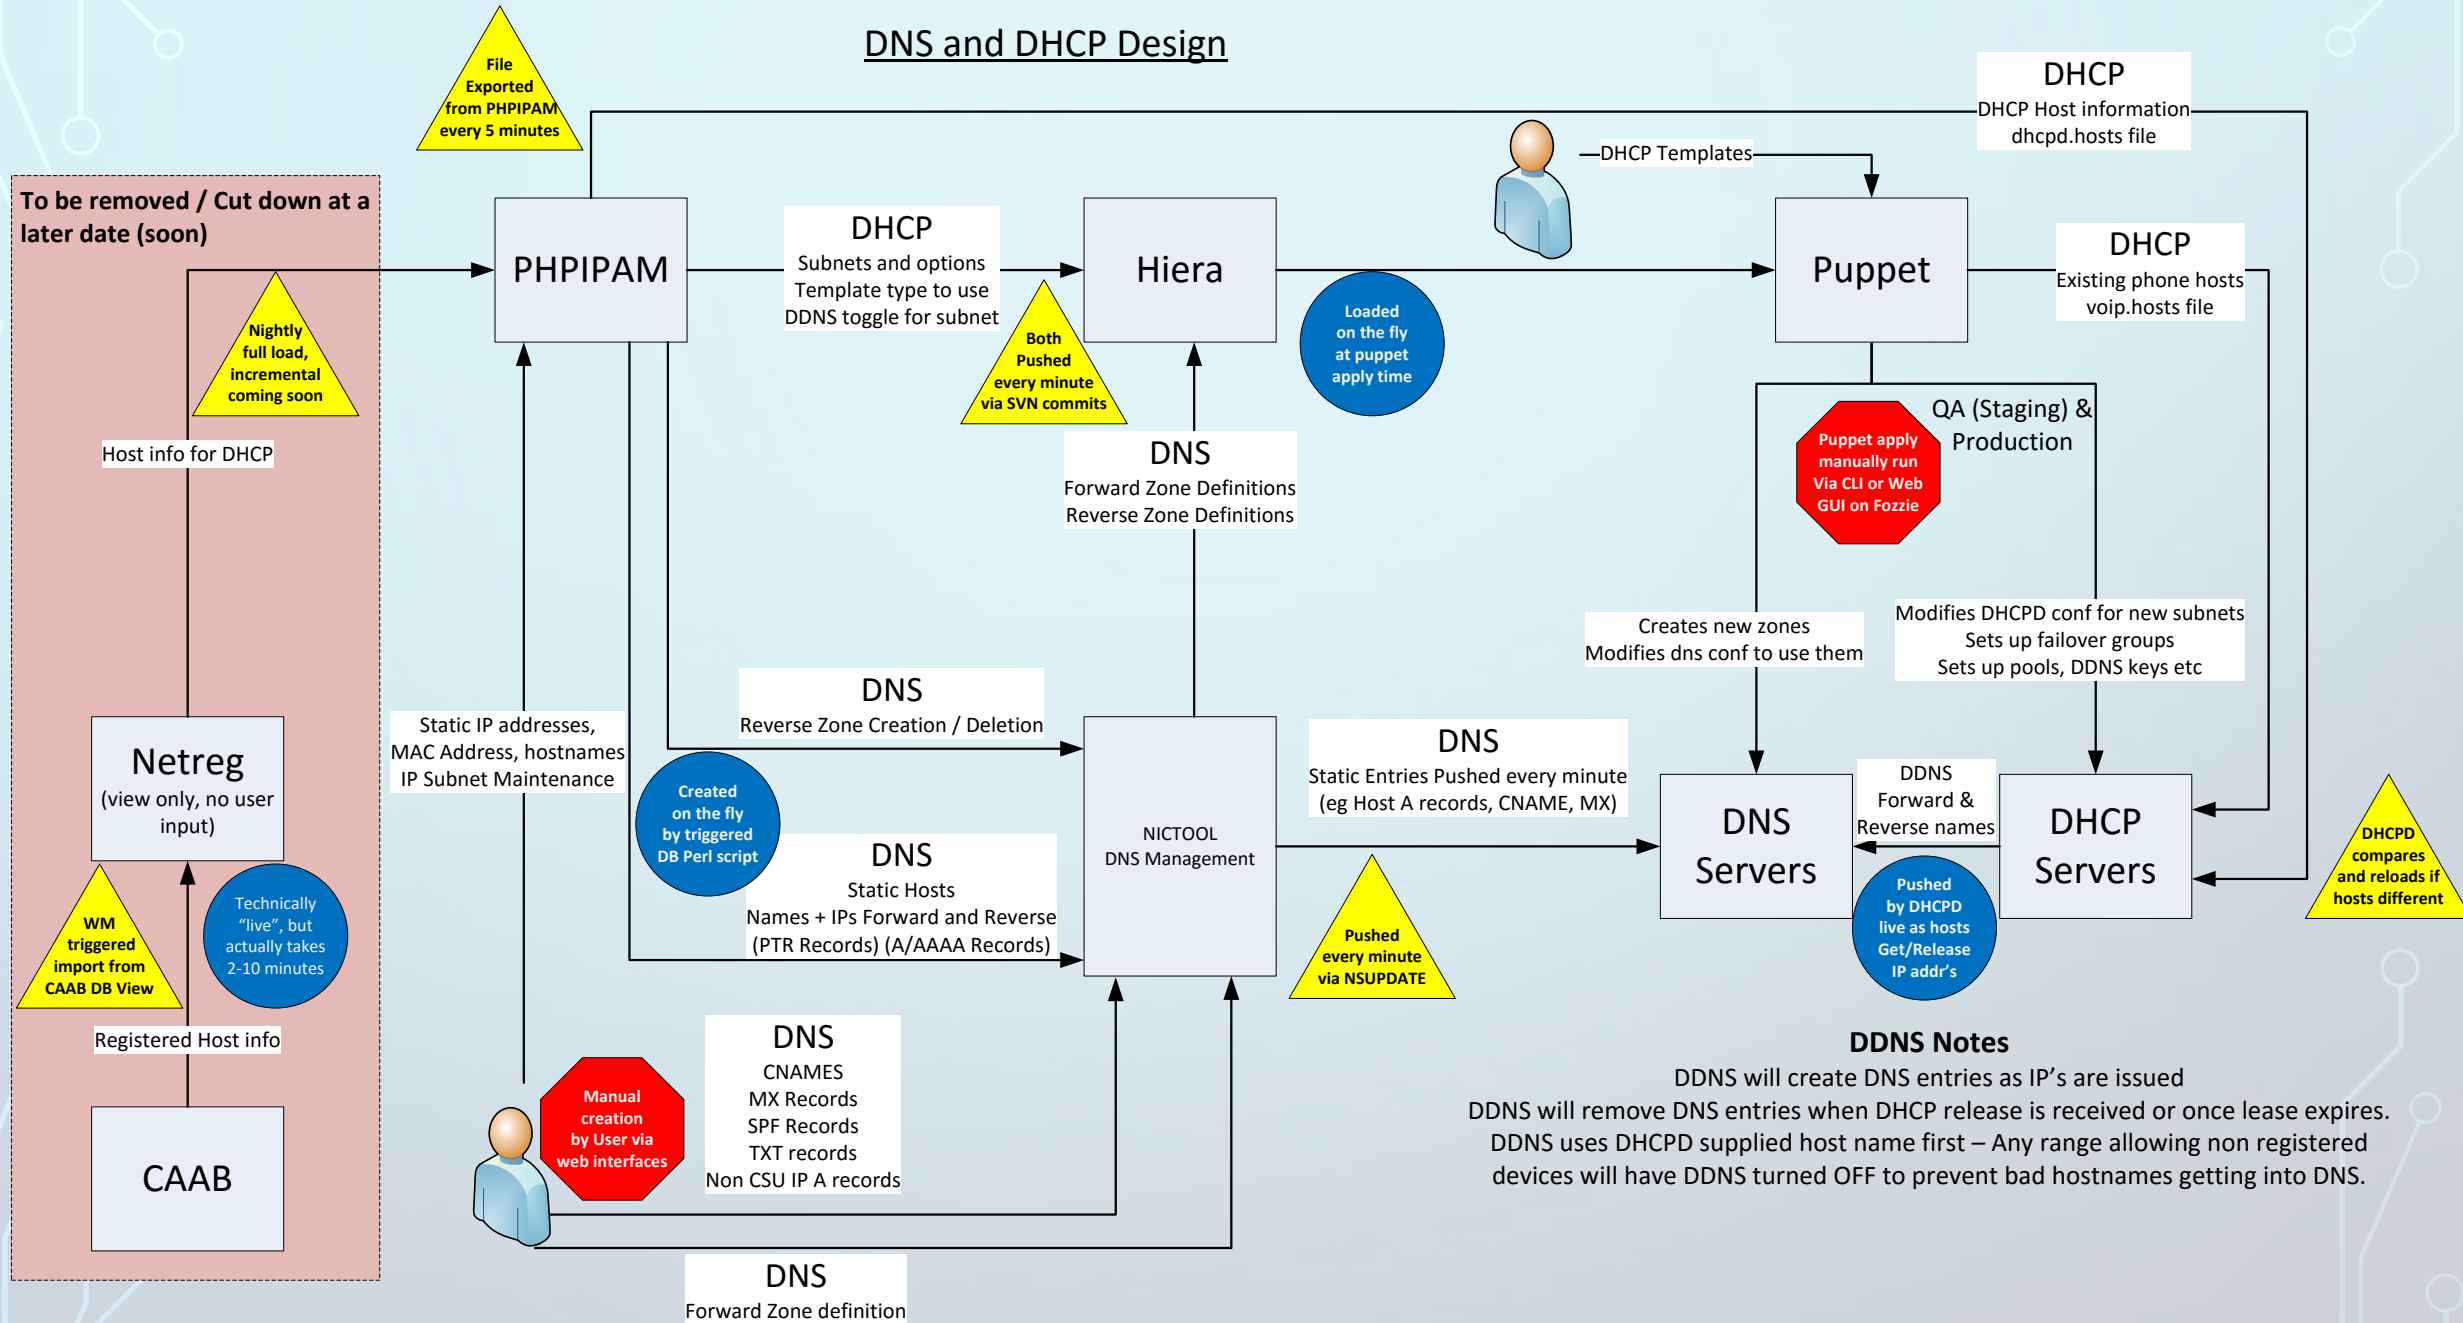 DNS and DHCP Design
File
Exported
from PHPIPAM
every 5 minutes
DHCP
DHCP Host information
dhcpd.hosts file
DHCP Templates
To be removed / Cut down at a
later date (soon)
PHPIPAM
DHCP
Subnets and options
Template type to use
DDNS toggle for subnet
Hiera
Puppet
DHCP
Existing phone hosts
voip.hosts file
Nightly
full load,
incremental
coming soon
Both
Pushed
every minute
via SVN commits
Loaded
on the fly
at puppet
apply time
Host info for DHCP
DNS
Forward Zone Definitions
Reverse Zone Definitions
Puppet apply
manually run
Via CLI or Web
GUI on Fozzie
QA (Staging) &
Production
Creates new zones
Modifies dns conf to use them
Modifies DHCPD conf for new subnets
Sets up failover groups
Sets up pools, DDNS keys etc
Netreg
(view only, no user
input)
Static IP addresses,
MAC Address, hostnames
IP Subnet Maintenance
DNS
Reverse Zone Creation / Deletion
Created
on the fly
by triggered
DB Perl script
DNS
Static Hosts
Names + IPs Forward and Reverse
(PTR Records) (A/AAAA Records)
NICTOOL
DNS Management
DNS
Static Entries Pushed every minute
(eg Host A records, CNAME, MX)
Pushed
every minute
via NSUPDATE
DNS
Servers
DDNS
Forward &
Reverse names
DHCP
Servers
Pushed
by DHCPD
live as hosts
Get/Release
IP addr's
DHCPD
compares
and reloads if
hosts different
WM
triggered
import from
CAAB DB View
Technically
“live”, but
actually takes
2-10 minutes
Registered Host info
CAAB
Manual
creation
by User via
web interfaces
DNS
CNAMES
MX Records
SPF Records
TXT records
Non CSU IP A records
DNS
Forward Zone definition
DDNS Notes
DDNS will create DNS entries as IP’s are issued
DDNS will remove DNS entries when DHCP release is received or once lease expires.
DDNS uses DHCPD supplied host name first – Any range allowing non registered
devices will have DDNS turned OFF to prevent bad hostnames getting into DNS.